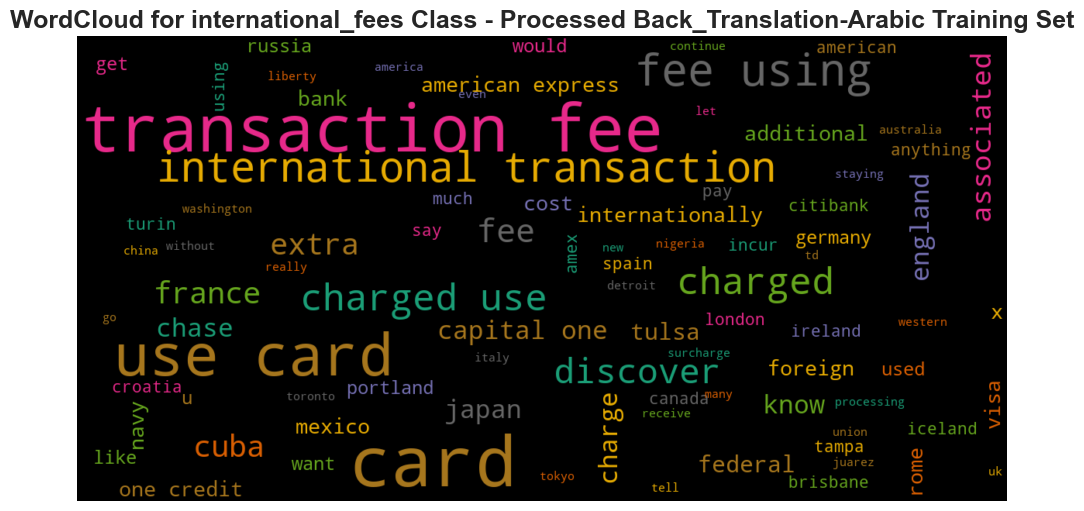 WordCloud for international_fees Class - Processed Back_Translation-Arabic Training Set
russia would continue american
get using liberty america american express fee using associated
bank even let
transaction fee additional australia
international transaction anything
staying
washington much cost pay citibank england
turin internationally
say fee amex new nigeria incur germany
china without extra spain td
really detroit
france charged use charged
go chase capital one tulsa london ireland western x
use card italy surcharge
discover foreign used
croatia u toronto portland canada many visa
navy japan charge receive know processing
mexico union iceland
cuba tampa
like want card federal juarez rome
tokyo brisbane uk
one credit tell